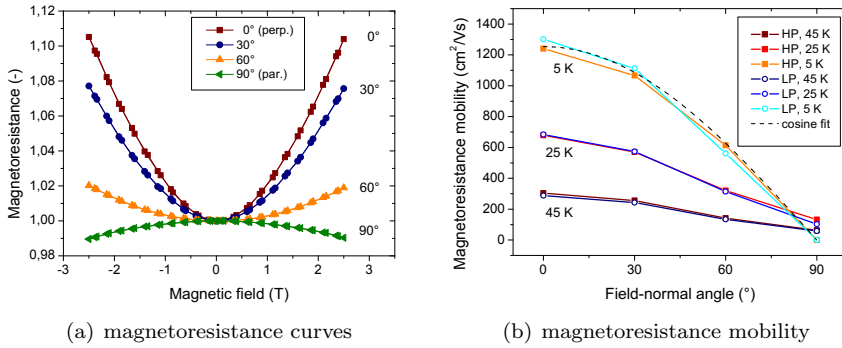 1,12
1,10
1,08
1,06
1,04
1,02
1,00
0,98
Magnetoresistance (-)
0° (perp.)
30°
60°
90° (par.)
0°
30°
60°
90°
-3 -2 -1 0 1 2 3
Magnetic field (T)
(a) magnetoresistance curves
1400
1200
1000
800
600
400
200
0
Magnetoresistance mobility (cm²/Vs)
HP, 45 K
HP, 25 K
HP, 5 K
LP, 45 K
LP, 25 K
LP, 5 K
cosine fit
5 K
25 K
45 K
0 30 60 90
Field-normal angle (°)
(b) magnetoresistance mobility